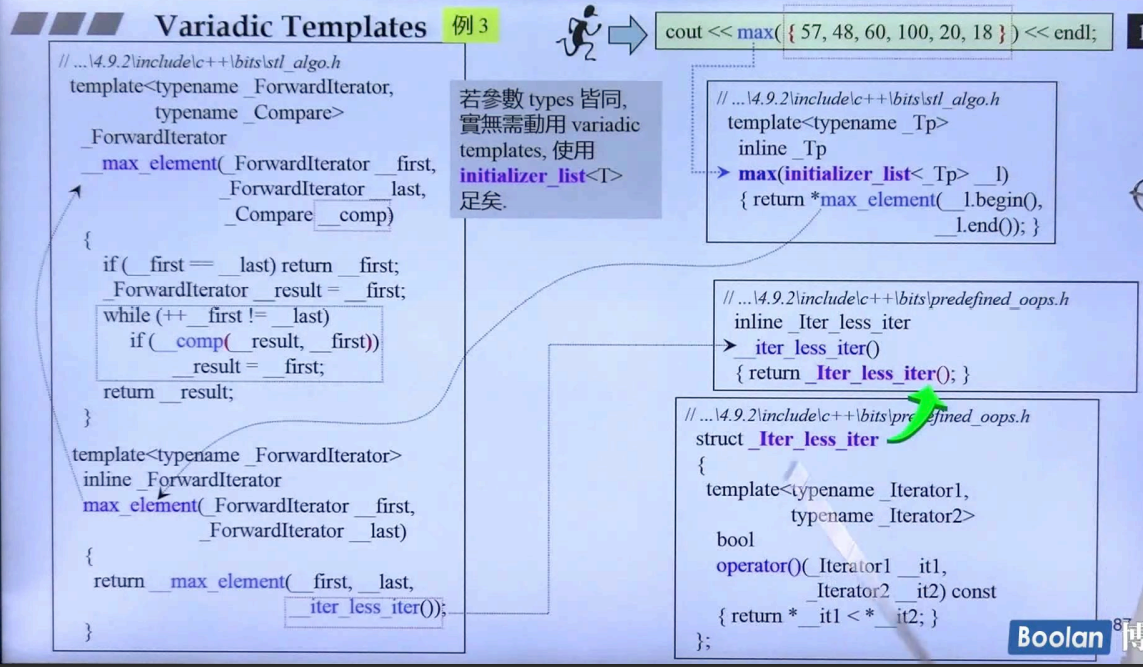 Variadic Templates
例 3
cout << max( { 57, 48, 60, 100, 20, 18 } ) << endl;
// ...\4.9.2\include\c++\bits\stl_algo.h
template<typename _ForwardIterator,
typename _Compare>
_ForwardIterator
__max_element(_ForwardIterator __first,
_ForwardIterator __last,
_Compare __comp)
{
if (__first == __last) return __first;
_ForwardIterator __result = __first;
while (++__first != __last)
if (__comp(__result, __first))
__result = __first;
return __result;
}
template<typename _ForwardIterator>
inline _ForwardIterator
max_element(_ForwardIterator __first,
_ForwardIterator __last)
{
return __max_element(__first, __last,
__iter_less_iter());
}
若參數 types 皆同,
實無需動用 variadic
templates, 使用
initializer_list<T>
足矣.
// ...\4.9.2\include\c++\bits\stl_algo.h
template<typename _Tp>
inline _Tp
max(initializer_list<_Tp> __l)
{ return *max_element(__l.begin(),
__l.end()); }
// ...\4.9.2\include\c++\bits\predefined_oops.h
inline _Iter_less_iter
__iter_less_iter()
{ return _Iter_less_iter(); }
// ...\4.9.2\include\c++\bits\predefined_oops.h
struct _Iter_less_iter
{
template<typename _Iterator1,
typename _Iterator2>
bool
operator()(_Iterator1 __it1,
_Iterator2 __it2) const
{ return *__it1 < *__it2; }
};
87
Boolan